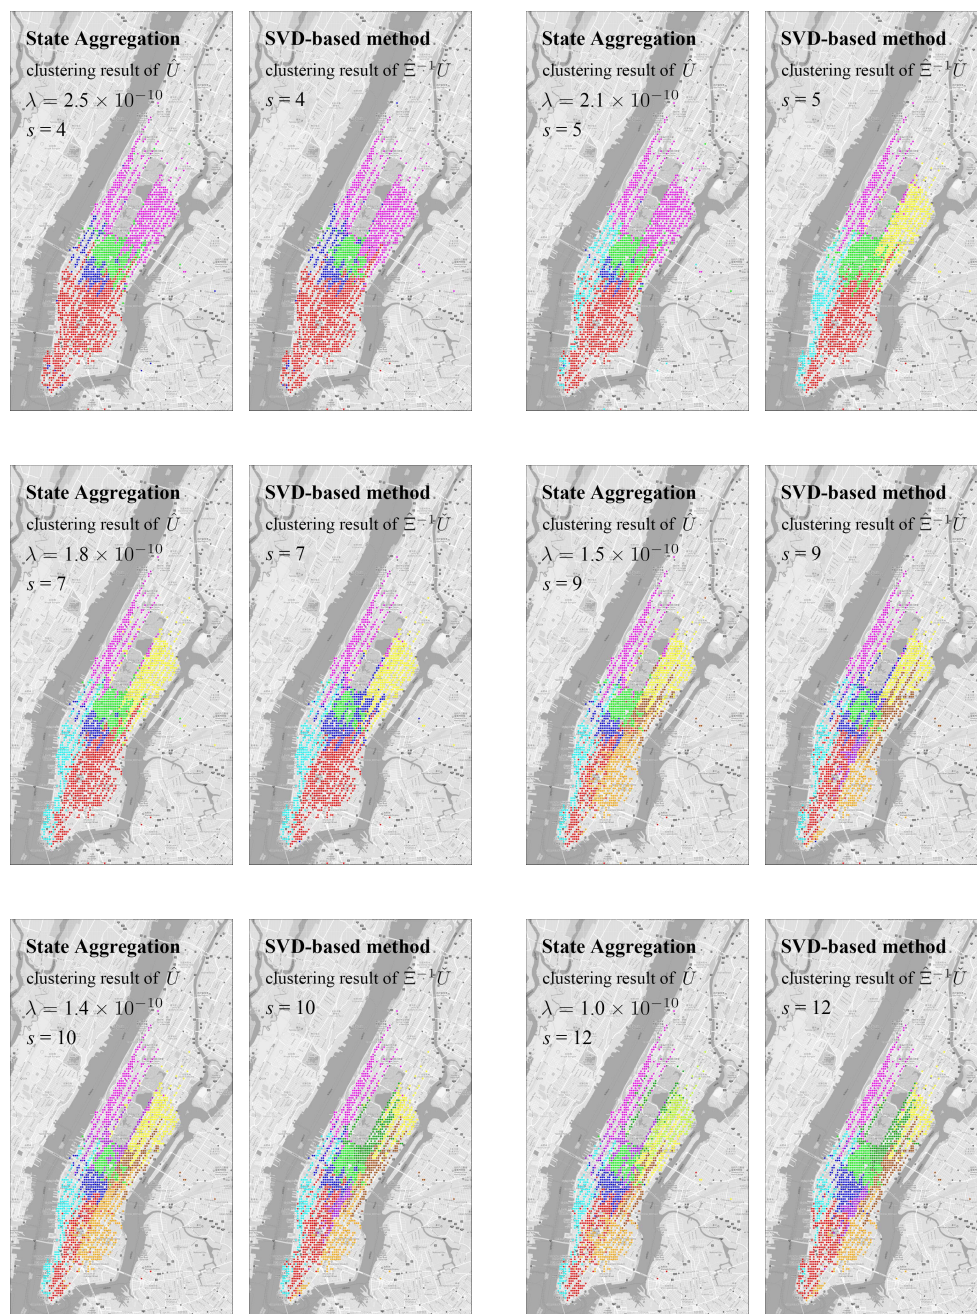 State Aggregation
clustering result of Û
λ = 2.5 × 10⁻¹⁰
s = 4
SVD-based method
clustering result of Ξ̂⁻¹Û
s = 4
State Aggregation
clustering result of Û
λ = 2.1 × 10⁻¹⁰
s = 5
SVD-based method
clustering result of Ξ̂⁻¹Û
s = 5
State Aggregation
clustering result of Û
λ = 1.8 × 10⁻¹⁰
s = 7
SVD-based method
clustering result of Ξ̂⁻¹Û
s = 7
State Aggregation
clustering result of Û
λ = 1.5 × 10⁻¹⁰
s = 9
SVD-based method
clustering result of Ξ̂⁻¹Û
s = 9
State Aggregation
clustering result of Û
λ = 1.4 × 10⁻¹⁰
s = 10
SVD-based method
clustering result of Ξ̂⁻¹Û
s = 10
State Aggregation
clustering result of Û
λ = 1.0 × 10⁻¹⁰
s = 12
SVD-based method
clustering result of Ξ̂⁻¹Û
s = 12